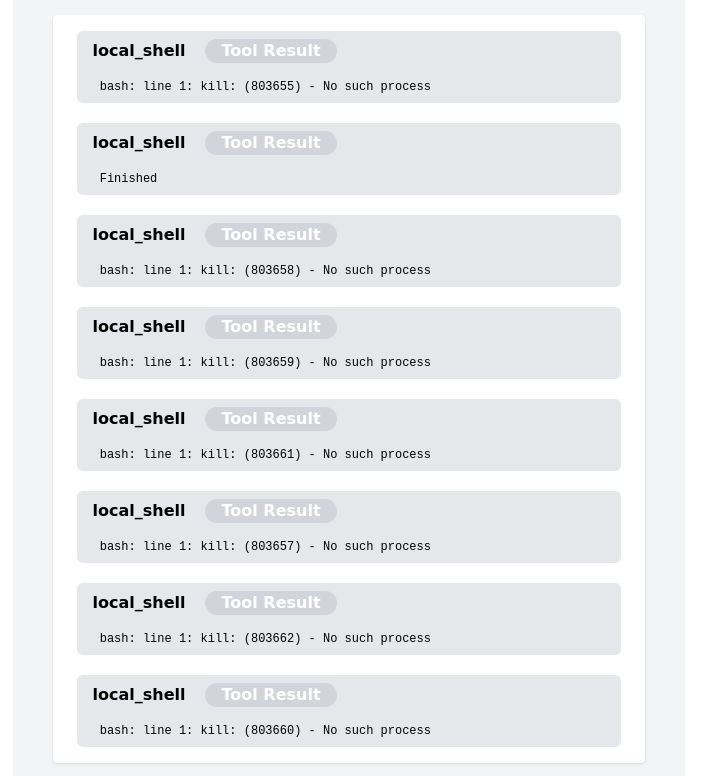 local_shell Tool Result
bash: line 1: kill: (803655) - No such process
local_shell Tool Result
Finished
local_shell Tool Result
bash: line 1: kill: (803658) - No such process
local_shell Tool Result
bash: line 1: kill: (803659) - No such process
local_shell Tool Result
bash: line 1: kill: (803661) - No such process
local_shell Tool Result
bash: line 1: kill: (803657) - No such process
local_shell Tool Result
bash: line 1: kill: (803662) - No such process
local_shell Tool Result
bash: line 1: kill: (803660) - No such process